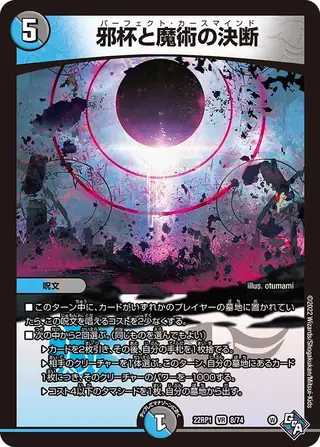 5
パーフェクト・カースマインド
邪杯と魔術の決断
illus. otumami
呪文
■このターン中に、カードがいずれかのプレイヤーの墓地に置かれていたら、この呪文を唱えるコストを2少なくする。
■次の中から2回選ぶ。(同じものを選んでもよい)
▶カードを2枚引き、その後、自分の手札を1枚捨てる。
▶相手のクリーチャーを1体選ぶ。このターン、自分の墓地にあるカード1枚につき、そのクリーチャーのパワーを-1000する。
▶コスト4以下のタマシードを1枚、自分の墓地から出す。
1
22RP1 VR 8/74
W
©2022 Wizards/Shogakukan/Mitsui-Kids